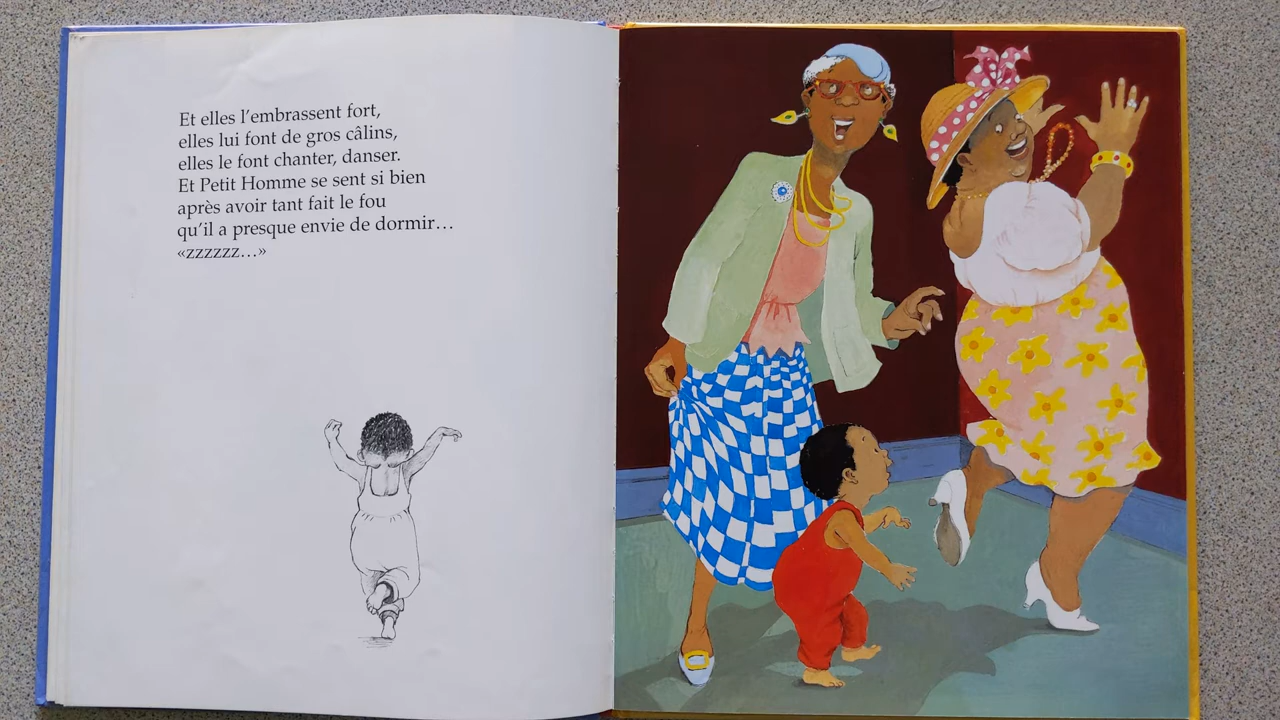 Et elles l'embrassent fort,
elles lui font de gros câlins,
elles le font chanter, danser.
Et Petit Homme se sent si bien
après avoir tant fait le fou
qu'il a presque envie de dormir…
«zzzzzz…»